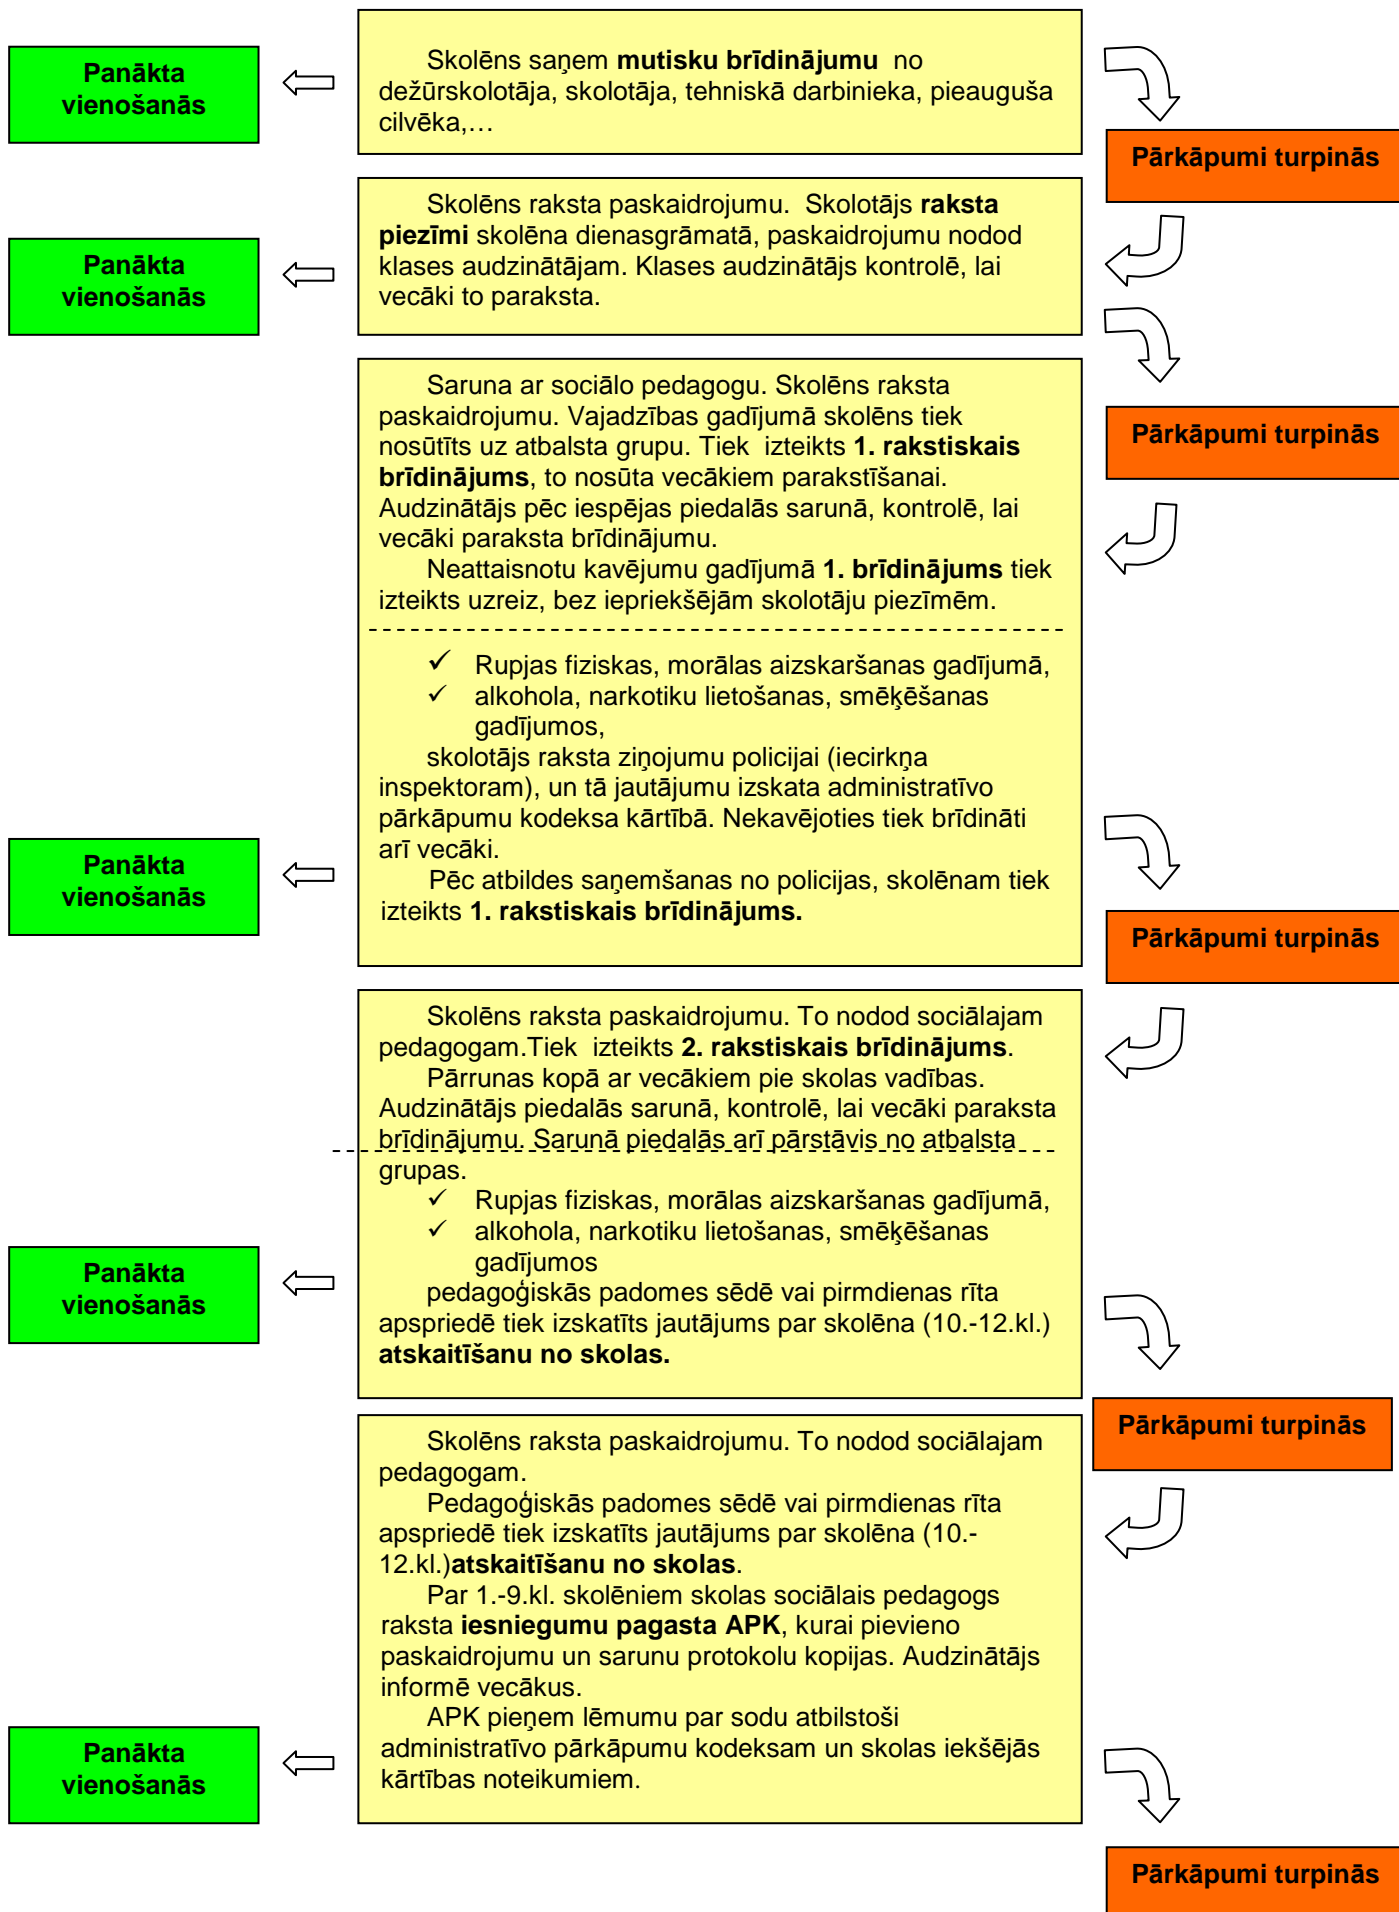 Panākta
vienošanās
Skolēns saņem mutisku brīdinājumu no
dežūrskolotāja, skolotāja, tehniskā darbinieka, pieauguša
cilvēka,…
Pārkāpumi turpinās
Panākta
vienošanās
Skolēns raksta paskaidrojumu. Skolotājs raksta
piezīmi skolēna dienasgrāmatā, paskaidrojumu nodod
klases audzinātājam. Klases audzinātājs kontrolē, lai
vecāki to paraksta.
Pārkāpumi turpinās
Saruna ar sociālo pedagogu. Skolēns raksta
paskaidrojumu. Vajadzības gadījumā skolēns tiek
nosūtīts uz atbalsta grupu. Tiek izteikts 1. rakstiskais
brīdinājums, to nosūta vecākiem parakstīšanai.
Audzinātājs pēc iespējas piedalās sarunā, kontrolē, lai
vecāki paraksta brīdinājumu.
Neattaisnotu kavējumu gadījumā 1. brīdinājums tiek
izteikts uzreiz, bez iepriekšējām skolotāju piezīmēm.
✓ Rupjas fiziskas, morālas aizskaršanas gadījumā,
✓ alkohola, narkotiku lietošanas, smēķēšanas
gadījumos,
skolotājs raksta ziņojumu policijai (iecirkņa
inspektoram), un tā jautājumu izskata administratīvo
pārkāpumu kodeksa kārtībā. Nekavējoties tiek brīdināti
arī vecāki.
Pēc atbildes saņemšanas no policijas, skolēnam tiek
izteikts 1. rakstiskais brīdinājums.
Panākta
vienošanās
Pārkāpumi turpinās
Skolēns raksta paskaidrojumu. To nodod sociālajam
pedagogam.Tiek izteikts 2. rakstiskais brīdinājums.
Pārrunas kopā ar vecākiem pie skolas vadības.
Audzinātājs piedalās sarunā, kontrolē, lai vecāki paraksta
brīdinājumu. Sarunā piedalās arī pārstāvis no atbalsta
grupas.
✓ Rupjas fiziskas, morālas aizskaršanas gadījumā,
✓ alkohola, narkotiku lietošanas, smēķēšanas
gadījumos
pedagoģiskās padomes sēdē vai pirmdienas rīta
apspriedē tiek izskatīts jautājums par skolēna (10.-12.kl.)
atskaitīšanu no skolas.
Panākta
vienošanās
Pārkāpumi turpinās
Skolēns raksta paskaidrojumu. To nodod sociālajam
pedagogam.
Pedagoģiskās padomes sēdē vai pirmdienas rīta
apspriedē tiek izskatīts jautājums par skolēna (10.-
12.kl.)atskaitīšanu no skolas.
Par 1.-9.kl. skolēniem skolas sociālais pedagogs
raksta iesniegumu pagasta APK, kurai pievieno
paskaidrojumu un sarunu protokolu kopijas. Audzinātājs
informē vecākus.
APK pieņem lēmumu par sodu atbilstoši
administratīvo pārkāpumu kodeksam un skolas iekšējās
kārtības noteikumiem.
Panākta
vienošanās
Pārkāpumi turpinās